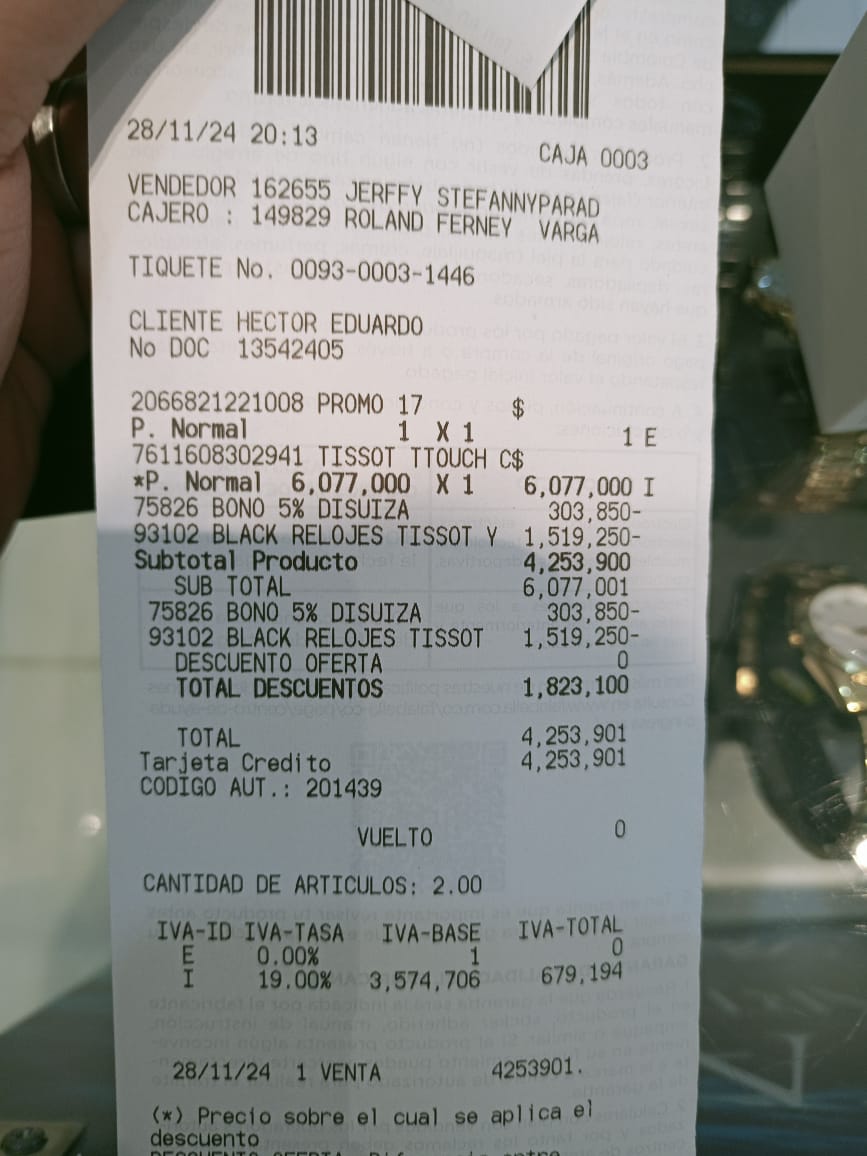 28/11/24 20:13 CAJA 0003
VENDEDOR 162655 JERFFY STEFANNYPARAD
CAJERO : 149829 ROLAND FERNEY VARGA
TIQUETE No. 0093-0003-1446
CLIENTE HECTOR EDUARDO
No DOC 13542405
2066821221008 PROMO 17 $
P. Normal 1 X 1 1 E
7611608302941 TISSOT TTOUCH C$
*P. Normal 6,077,000 X 1 6,077,000 I
75826 BONO 5% DISUIZA 303,850-
93102 BLACK RELOJES TISSOT Y 1,519,250-
Subtotal Producto 4,253,900
SUB TOTAL 6,077,001
75826 BONO 5% DISUIZA 303,850-
93102 BLACK RELOJES TISSOT 1,519,250-
DESCUENTO OFERTA 0
TOTAL DESCUENTOS 1,823,100
TOTAL 4,253,901
Tarjeta Credito 4,253,901
CODIGO AUT.: 201439
VUELTO 0
CANTIDAD DE ARTICULOS: 2.00
IVA-ID IVA-TASA IVA-BASE IVA-TOTAL
E 0.00% 1 0
I 19.00% 3,574,706 679,194
28/11/24 1 VENTA 4253901.
(*) Precio sobre el cual se aplica el
descuento